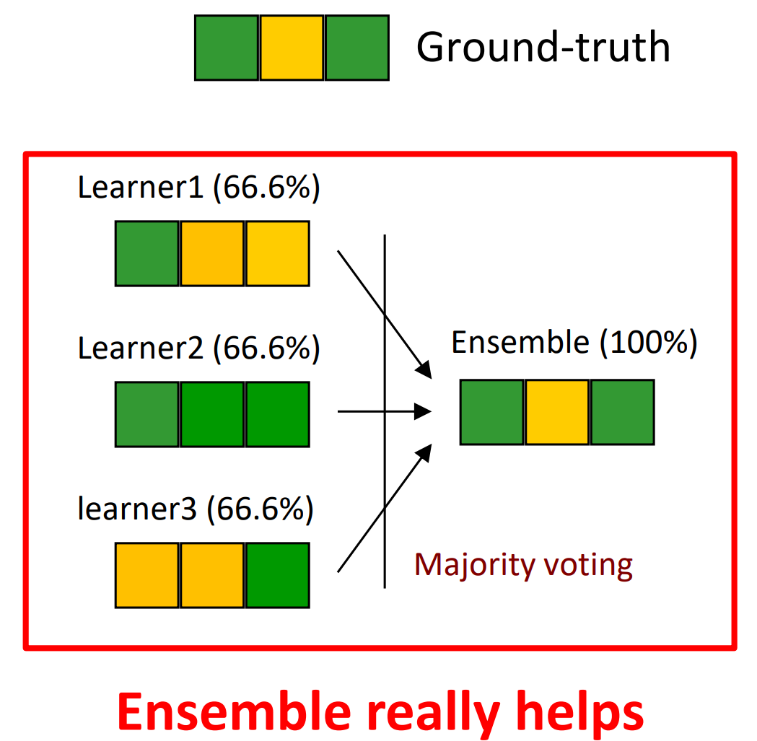 Ground-truth
Learner1 (66.6%)
Learner2 (66.6%)
Ensemble (100%)
learner3 (66.6%)
Majority voting
Ensemble really helps